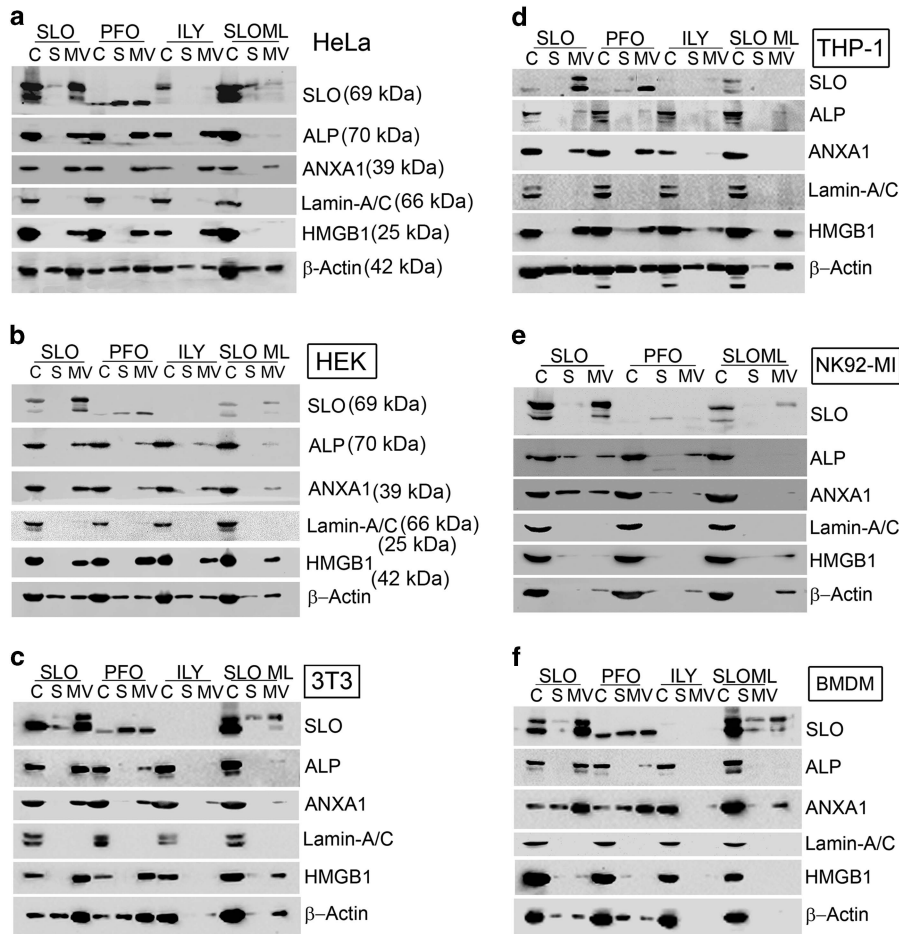 a
SLO PFO ILY SLOML HeLa
C S MV C S MV C S MV C S MV
SLO (69 kDa)
ALP (70 kDa)
ANXA1 (39 kDa)
Lamin-A/C (66 kDa)
HMGB1 (25 kDa)
β-Actin (42 kDa)
b
SLO PFO ILY SLO ML HEK
C S MV C S MV C S MV C S MV
SLO (69 kDa)
ALP (70 kDa)
ANXA1 (39 kDa)
Lamin-A/C (66 kDa)
(25 kDa)
HMGB1
(42 kDa)
β-Actin
c
SLO PFO ILY SLO ML 3T3
C S MV C S MV C S MV C S MV
SLO
ALP
ANXA1
Lamin-A/C
HMGB1
β-Actin
d
SLO PFO ILY SLO ML THP-1
C S MV C S MV C S MV C S MV
SLO
ALP
ANXA1
Lamin-A/C
HMGB1
β-Actin
e
SLO PFO SLOML NK92-MI
C S MV C S MV C S MV
SLO
ALP
ANXA1
Lamin-A/C
HMGB1
β-Actin
f
SLO PFO ILY SLOML BMDM
C S MV C S MV C S MV C S MV
SLO
ALP
ANXA1
Lamin-A/C
HMGB1
β-Actin